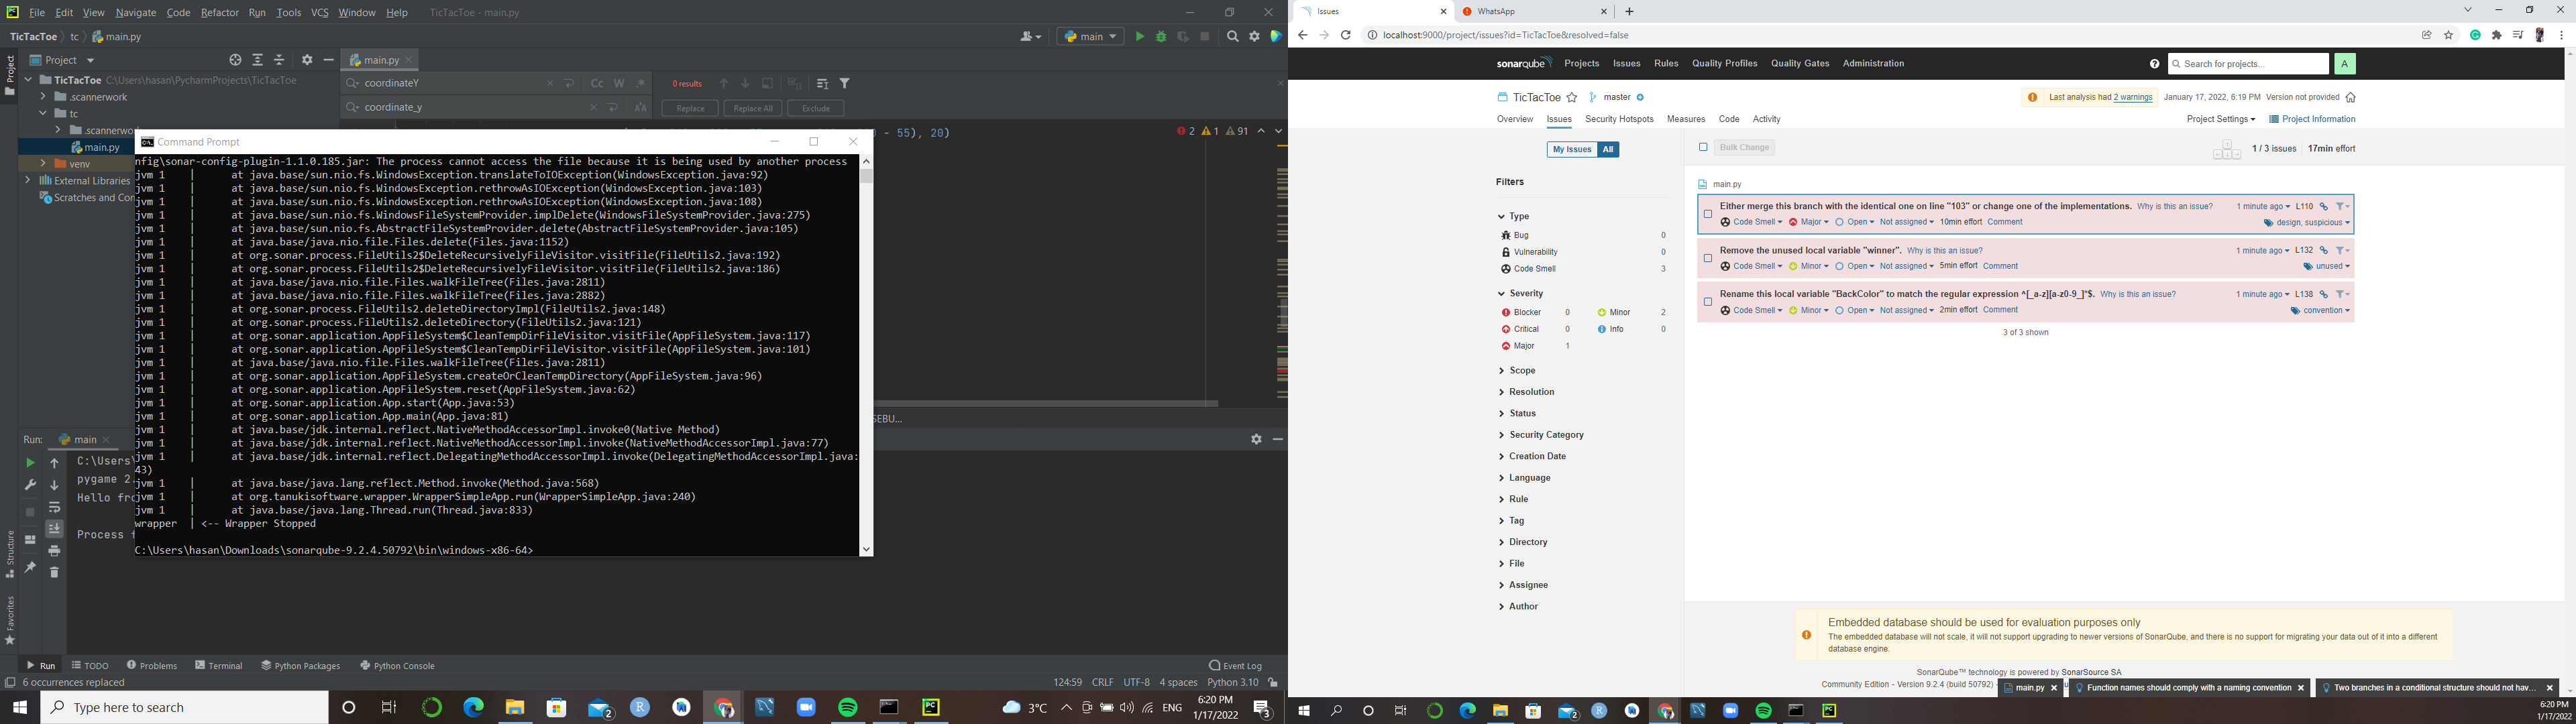 File Edit View Navigate Code Refactor Run Tools VCS Window Help TicTacToe - main.py
TicTacToe tc main.py
main
Project
main.py
TicTacToe C:\Users\hasan\PycharmProjects\TicTacToe
.scannerwork
tc
.scannerwo
main.py
venv
External Libraries
Scratches and Con
coordinateY
Cc W .*
0 results
coordinate_y
Replace
Replace All
Exclude
- 55), 20)
2 1 91
Command Prompt
nfig\sonar-config-plugin-1.1.0.185.jar: The process cannot access the file because it is being used by another process
jvm 1 | at java.base/sun.nio.fs.WindowsException.translateToIOException(WindowsException.java:92)
jvm 1 | at java.base/sun.nio.fs.WindowsException.rethrowAsIOException(WindowsException.java:103)
jvm 1 | at java.base/sun.nio.fs.WindowsException.rethrowAsIOException(WindowsException.java:108)
jvm 1 | at java.base/sun.nio.fs.WindowsFileSystemProvider.implDelete(WindowsFileSystemProvider.java:275)
jvm 1 | at java.base/sun.nio.fs.AbstractFileSystemProvider.delete(AbstractFileSystemProvider.java:105)
jvm 1 | at java.base/java.nio.file.Files.delete(Files.java:1152)
jvm 1 | at org.sonar.process.FileUtils2$DeleteRecursivelyFileVisitor.visitFile(FileUtils2.java:192)
jvm 1 | at org.sonar.process.FileUtils2$DeleteRecursivelyFileVisitor.visitFile(FileUtils2.java:186)
jvm 1 | at java.base/java.nio.file.Files.walkFileTree(Files.java:2811)
jvm 1 | at java.base/java.nio.file.Files.walkFileTree(Files.java:2882)
jvm 1 | at org.sonar.process.FileUtils2.deleteDirectoryImpl(FileUtils2.java:148)
jvm 1 | at org.sonar.process.FileUtils2.deleteDirectory(FileUtils2.java:121)
jvm 1 | at org.sonar.application.AppFileSystem$CleanTempDirFileVisitor.visitFile(AppFileSystem.java:117)
jvm 1 | at org.sonar.application.AppFileSystem$CleanTempDirFileVisitor.visitFile(AppFileSystem.java:101)
jvm 1 | at java.base/java.nio.file.Files.walkFileTree(Files.java:2811)
jvm 1 | at org.sonar.application.AppFileSystem.createOrCleanTempDirectory(AppFileSystem.java:96)
jvm 1 | at org.sonar.application.AppFileSystem.reset(AppFileSystem.java:62)
jvm 1 | at org.sonar.application.App.start(App.java:53)
jvm 1 | at org.sonar.application.App.main(App.java:81)
jvm 1 | at java.base/jdk.internal.reflect.NativeMethodAccessorImpl.invoke0(Native Method)
jvm 1 | at java.base/jdk.internal.reflect.NativeMethodAccessorImpl.invoke(NativeMethodAccessorImpl.java:77)
jvm 1 | at java.base/jdk.internal.reflect.DelegatingMethodAccessorImpl.invoke(DelegatingMethodAccessorImpl.java:
43)
jvm 1 | at java.base/java.lang.reflect.Method.invoke(Method.java:568)
jvm 1 | at org.tanukisoftware.wrapper.WrapperSimpleApp.run(WrapperSimpleApp.java:240)
jvm 1 | at java.base/java.lang.Thread.run(Thread.java:833)
wrapper | <-- Wrapper Stopped
C:\Users\hasan\Downloads\sonarqube-9.2.4.50792\bin\windows-x86-64>
SEBU...
Run: main
C:\Users\
pygame 2.
Hello fro
Process f
Project
Structure
Favorites
Run TODO Problems Terminal Python Packages Python Console Event Log
6 occurrences replaced
124:59 CRLF UTF-8 4 spaces Python 3.10
Type here to search
2
3°C
ENG
6:20 PM
1/17/2022
3
Issues
WhatsApp
localhost:9000/project/issues?id=TicTacToe&resolved=false
sonarqube Projects Issues Rules Quality Profiles Quality Gates Administration
Search for projects...
A
TicTacToe master
Last analysis had 2 warnings January 17, 2022, 6:19 PM Version not provided
Overview Issues Security Hotspots Measures Code Activity
Project Settings Project Information
My Issues All
Bulk Change
1 / 3 issues 17min effort
Filters
Type
Bug 0
Vulnerability 0
Code Smell 3
Severity
Blocker 0 Minor 2
Critical 0 Info 0
Major 1
Scope
Resolution
Status
Security Category
Creation Date
Language
Rule
Tag
Directory
File
Assignee
Author
main.py
Either merge this branch with the identical one on line "103" or change one of the implementations. Why is this an issue? 1 minute ago L110
Code Smell Major Open Not assigned 10min effort Comment design, suspicious
Remove the unused local variable "winner". Why is this an issue? 1 minute ago L132
Code Smell Minor Open Not assigned 5min effort Comment unused
Rename this local variable "BackColor" to match the regular expression ^[_a-z][a-z0-9_]*$. Why is this an issue? 1 minute ago L138
Code Smell Minor Open Not assigned 2min effort Comment convention
3 of 3 shown
Embedded database should be used for evaluation purposes only
The embedded database will not scale, it will not support upgrading to newer versions of SonarQube, and there is no support for migrating your data out of it into a different
database engine.
SonarQube™ technology is powered by SonarSource SA
Community Edition - Version 9.2.4 (build 50792) -
main.py
Function names should comply with a naming convention
Two branches in a conditional structure should not hav...
2
6:20 PM
1/17/2022